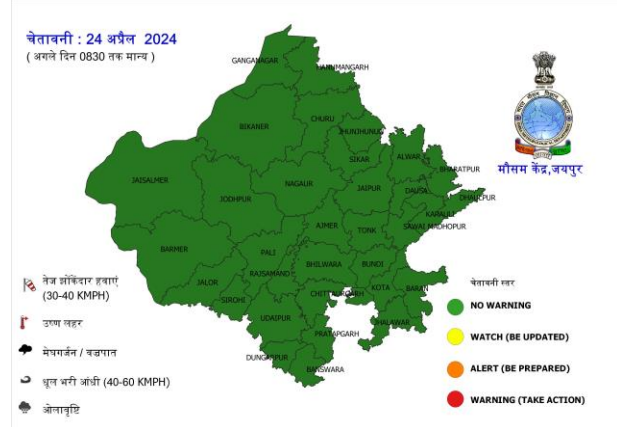 चेतावनी : 24 अप्रैल 2024
( अगले दिन 0830 तक मान्य )
GANGANAGAR
HANUMANGARH
CHURU
BIKANER
JHUNJHUNU
SIKAR
ALWAR
BHARATPUR
JAISALMER
JODHPUR
NAGAUR
JAIPUR
DAUSA
DHAULPUR
KARAULI
SAWAI MADHOPUR
AJMER
TONK
BARMER
PALI
BHILWARA
BUNDI
RAJSAMAND
JALOR
SIROHI
CHITTAURGARH
KOTA
BARAN
UDAIPUR
JHALAWAR
PRATAPGARH
DUNGARPUR
BANSWARA
मौसम केंद्र,जयपुर
तेज झोंकेंदार हवाएं
(30-40 KMPH)
उष्ण लहर
मेघगर्जन / वज्रपात
धूल भरी आंधी (40-60 KMPH)
ओलावृष्टि
चेतावनी स्तर
NO WARNING
WATCH (BE UPDATED)
ALERT (BE PREPARED)
WARNING (TAKE ACTION)